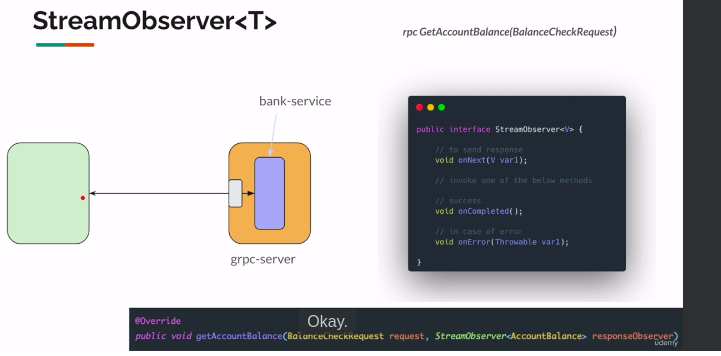 StreamObserver<T>
rpc GetAccountBalance(BalanceCheckRequest)
bank-service
grpc-server
public interface StreamObserver<V> {
// to send response
void onNext(V var1);
// invoke one of the below methods
// success
void onCompleted();
// in case of error
void onError(Throwable var1);
}
@Override
public void getAccountBalance(BalanceCheckRequest request, StreamObserver<AccountBalance> responseObserver)
Okay.
udemy